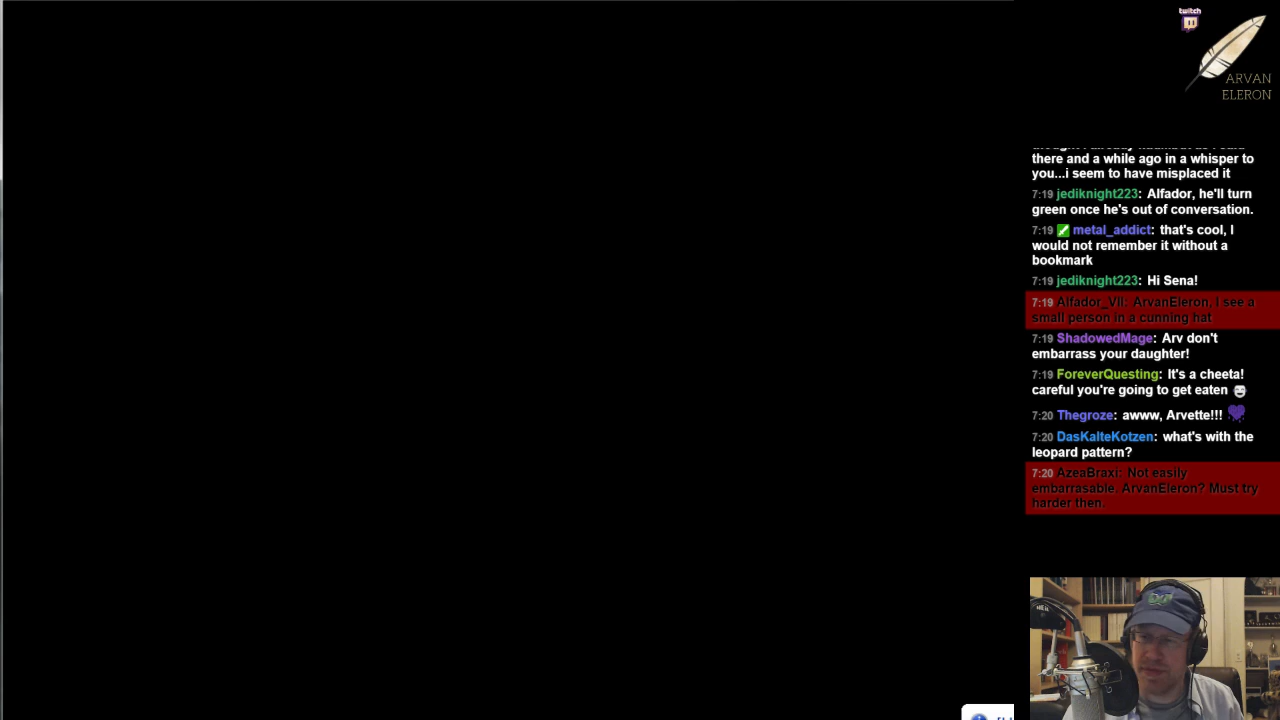 twitch
ARVAN
ELERON
there and a while ago in a whisper to
you...i seem to have misplaced it
7:19 jediknight223: Alfador, he'll turn
green once he's out of conversation.
7:19 metal_addict: that's cool, I
would not remember it without a
bookmark
7:19 jediknight223: Hi Sena!
7:19 Alfador_VII: ArvanEleron, I see a
small person in a cunning hat
7:19 ShadowedMage: Arv don't
embarrass your daughter!
7:19 ForeverQuesting: It's a cheeta!
careful you're going to get eaten
7:20 Thegroze: awww, Arvette!!!
7:20 DasKalteKotzen: what's with the
leopard pattern?
7:20 AzeaBraxi: Not easily
embarrasable, ArvanEleron? Must try
harder then.